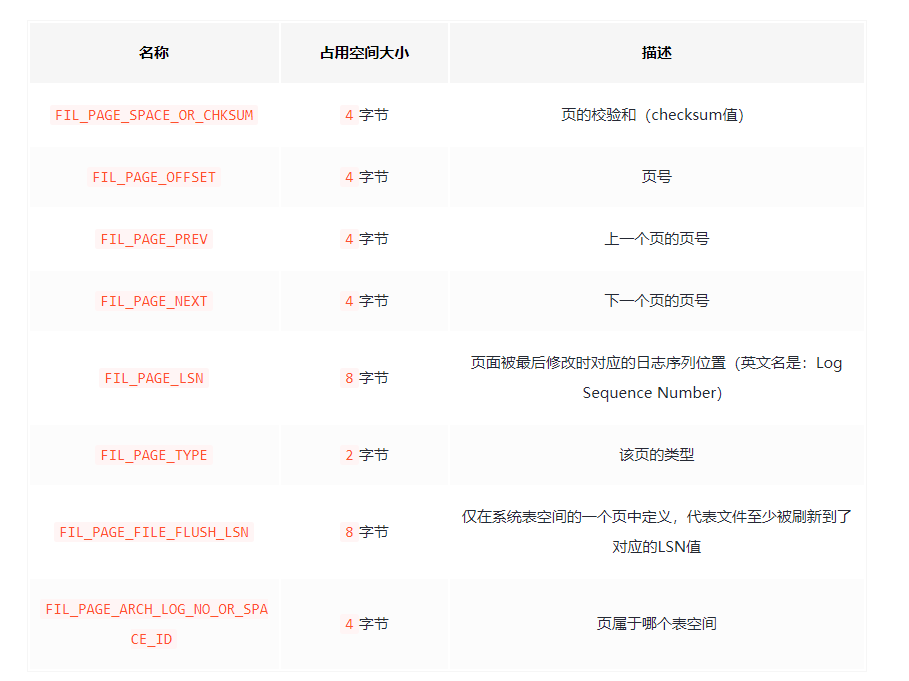 名称 占用空间大小 描述
FIL_PAGE_SPACE_OR_CHKSUM 4 字节 页的校验和（checksum值）
FIL_PAGE_OFFSET 4 字节 页号
FIL_PAGE_PREV 4 字节 上一个页的页号
FIL_PAGE_NEXT 4 字节 下一个页的页号
FIL_PAGE_LSN 8 字节 页面被最后修改时对应的日志序列位置（英文名是：Log
Sequence Number）
FIL_PAGE_TYPE 2 字节 该页的类型
FIL_PAGE_FILE_FLUSH_LSN 8 字节 仅在系统表空间的一个页中定义，代表文件至少被刷新到了
对应的LSN值
FIL_PAGE_ARCH_LOG_NO_OR_SPA
CE_ID 4 字节 页属于哪个表空间